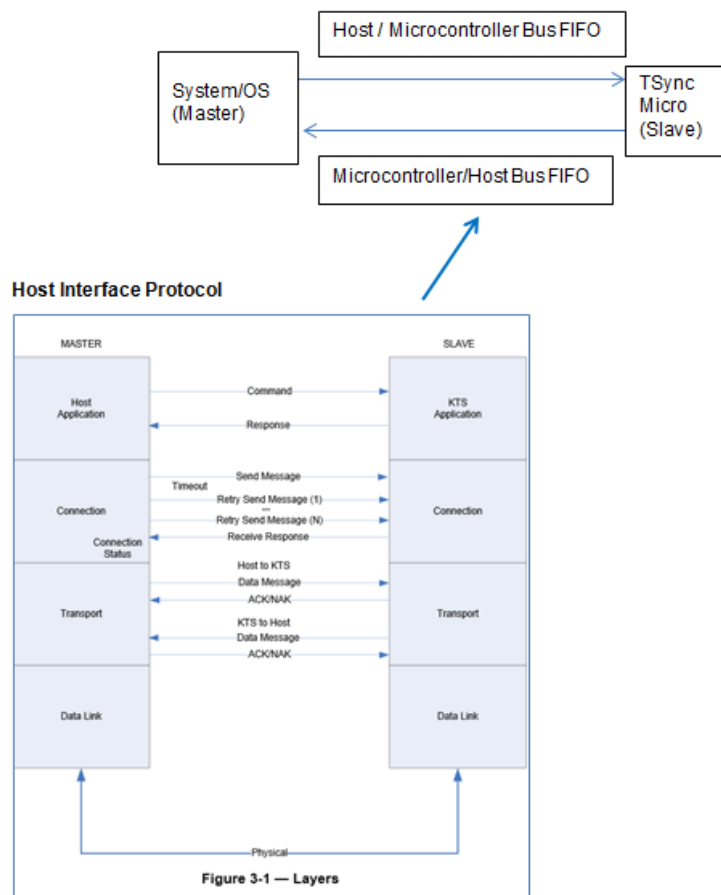 Host / Microcontroller Bus FIFO
System/OS
(Master)
TSync
Micro
(Slave)
Microcontroller/Host Bus FIFO
Host Interface Protocol
MASTER
SLAVE
Host
Application
Command
Response
KTS
Application
Connection
Connection
Status
Send Message
Timeout
Retry Send Message (1)
...
Retry Send Message (N)
Receive Response
Connection
Transport
Host to KTS
Data Message
ACK/NAK
KTS to Host
Data Message
ACK/NAK
Transport
Data Link
Data Link
Physical
Figure 3-1 — Layers